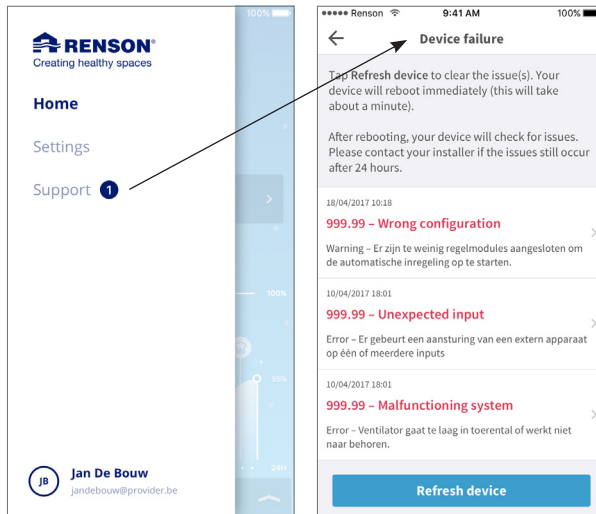 100%
RENSON®
Creating healthy spaces
Home
Settings
Support 1
100%
55%
24H
JB
Jan De Bouw
jandebouw@provider.be
Renson 9:41 AM 100%
Device failure
Tap Refresh device to clear the issue(s). Your
device will reboot immediately (this will take
about a minute).
After rebooting, your device will check for issues.
Please contact your installer if the issues still occur
after 24 hours.
18/04/2017 10:18
999.99 – Wrong configuration
Warning – Er zijn te weinig regelmodules aangesloten om
de automatische inregeling op te starten.
10/04/2017 18:01
999.99 – Unexpected input
Error – Er gebeurt een aansturing van een extern apparaat
op één of meerdere inputs
10/04/2017 18:01
999.99 – Malfunctioning system
Error – Ventilator gaat te laag in toerental of werkt niet
naar behoren.
Refresh device